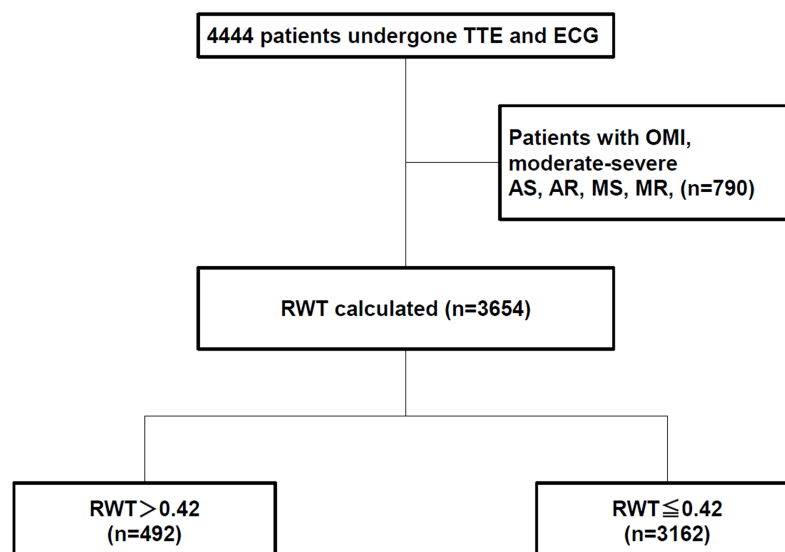 4444 patients undergone TTE and ECG
Patients with OMI,
moderate-severe
AS, AR, MS, MR, (n=790)
RWT calculated (n=3654)
RWT＞0.42
(n=492)
RWT≦0.42
(n=3162)